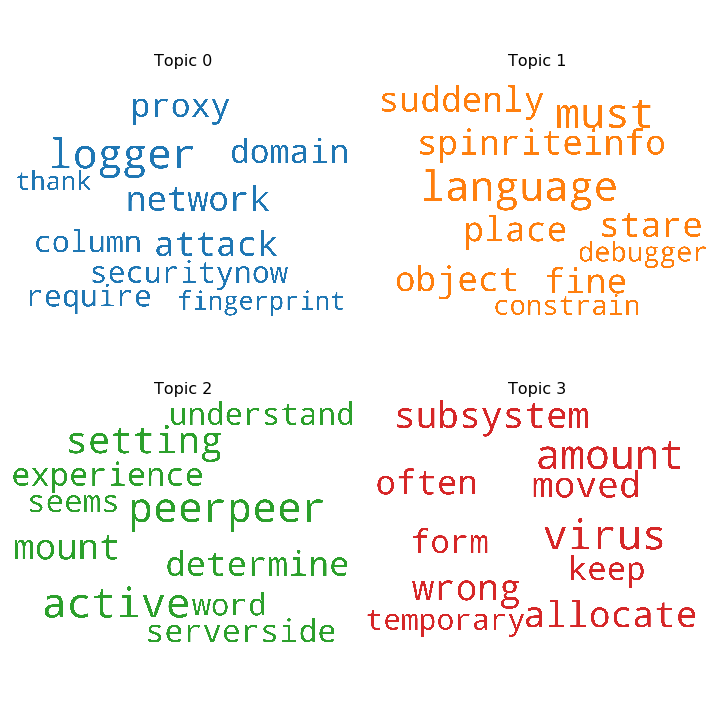 Topic 0
proxy
logger
domain
thank
network
column
attack
securitynow
require
fingerprint
Topic 1
suddenly
must
spinriteinfo
language
place
stare
debugger
object
fine
constrain
Topic 2
understand
setting
experience
seems
peerpeer
mount
determine
active
word
serverside
Topic 3
subsystem
amount
often
moved
form
virus
keep
wrong
temporary
allocate